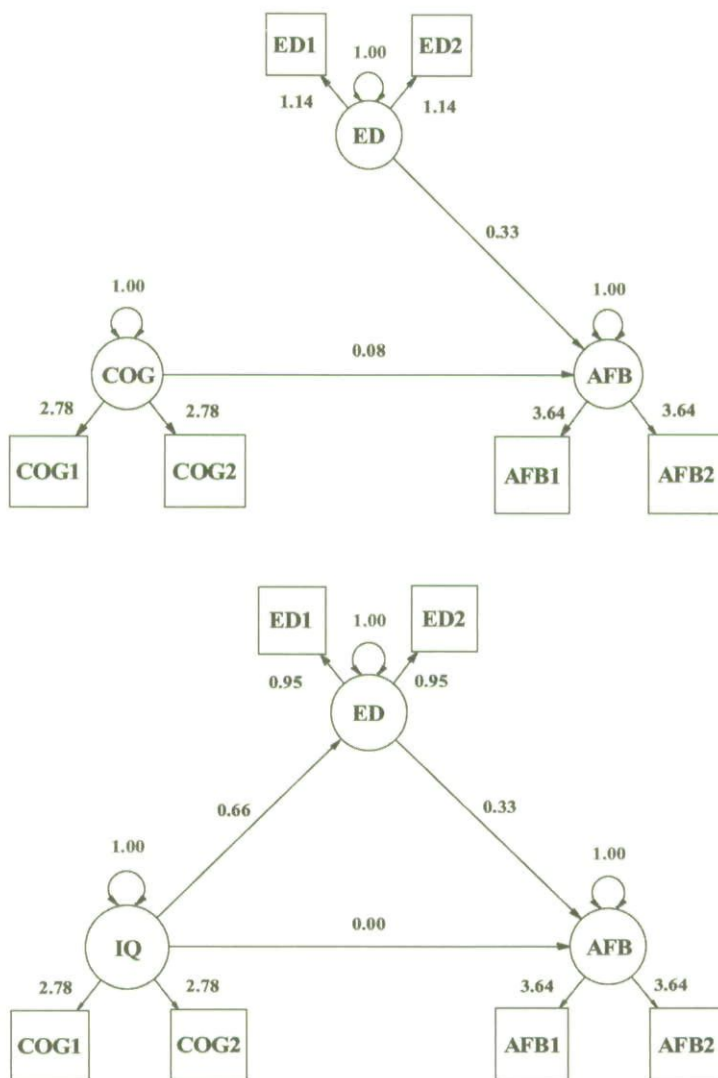 ED1 1.00 ED2
1.14 1.14
ED
0.33
1.00 1.00
COG 0.08 AFB
2.78 2.78 3.64 3.64
COG1 COG2 AFB1 AFB2
ED1 1.00 ED2
0.95 0.95
ED
0.66 0.33
1.00 1.00
IQ 0.00 AFB
2.78 2.78 3.64 3.64
COG1 COG2 AFB1 AFB2